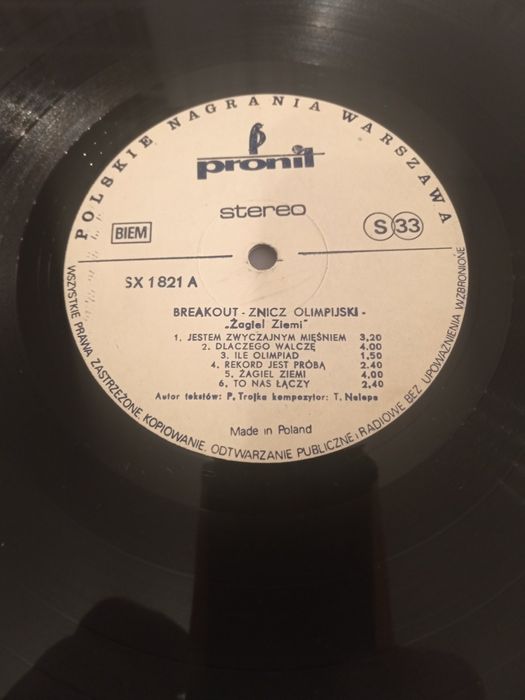 POLSKIE NAGRANIA WARSZAWA
pronit
stereo
BIEM
S 33
SX 1821 A
BREAKOUT - ZNICZ OLIMPIJSKI -
„Żagiel Ziemi"
1. JESTEM ZWYCZAJNYM MIĘŚNIEM 3,20
2. DLACZEGO WALCZĘ 4.00
3. ILE OLIMPIAD 1.50
4. REKORD JEST PRÓBĄ 2.40
5. ŻAGIEL ZIEMI 4,00
6. TO NAS ŁĄCZY 2.40
Autor tekstów: P. Trojka kompozytor: T. Nalepa
Made in Poland
WSZYSTKIE PRAWA ZASTRZEŻONE. KOPIOWANIE, ODTWARZANIE PUBLICZNE i RADIOWE BEZ UPOWAŻNIENIA WZBRONIONE